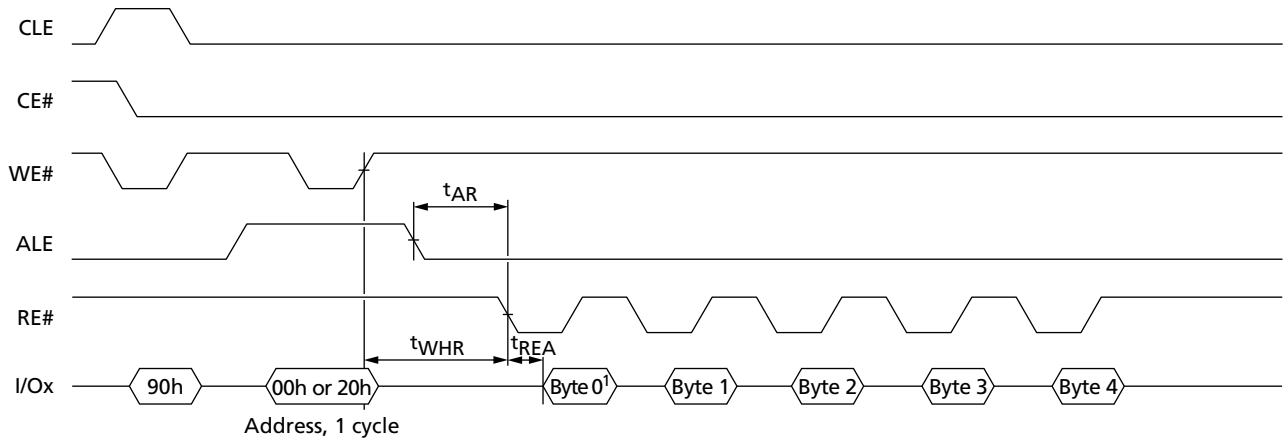 CLE
CE#
WE#
tAR
ALE
RE#
tWHR tREA
I/Ox 90h 00h or 20h Byte 0¹ Byte 1 Byte 2 Byte 3 Byte 4
Address, 1 cycle